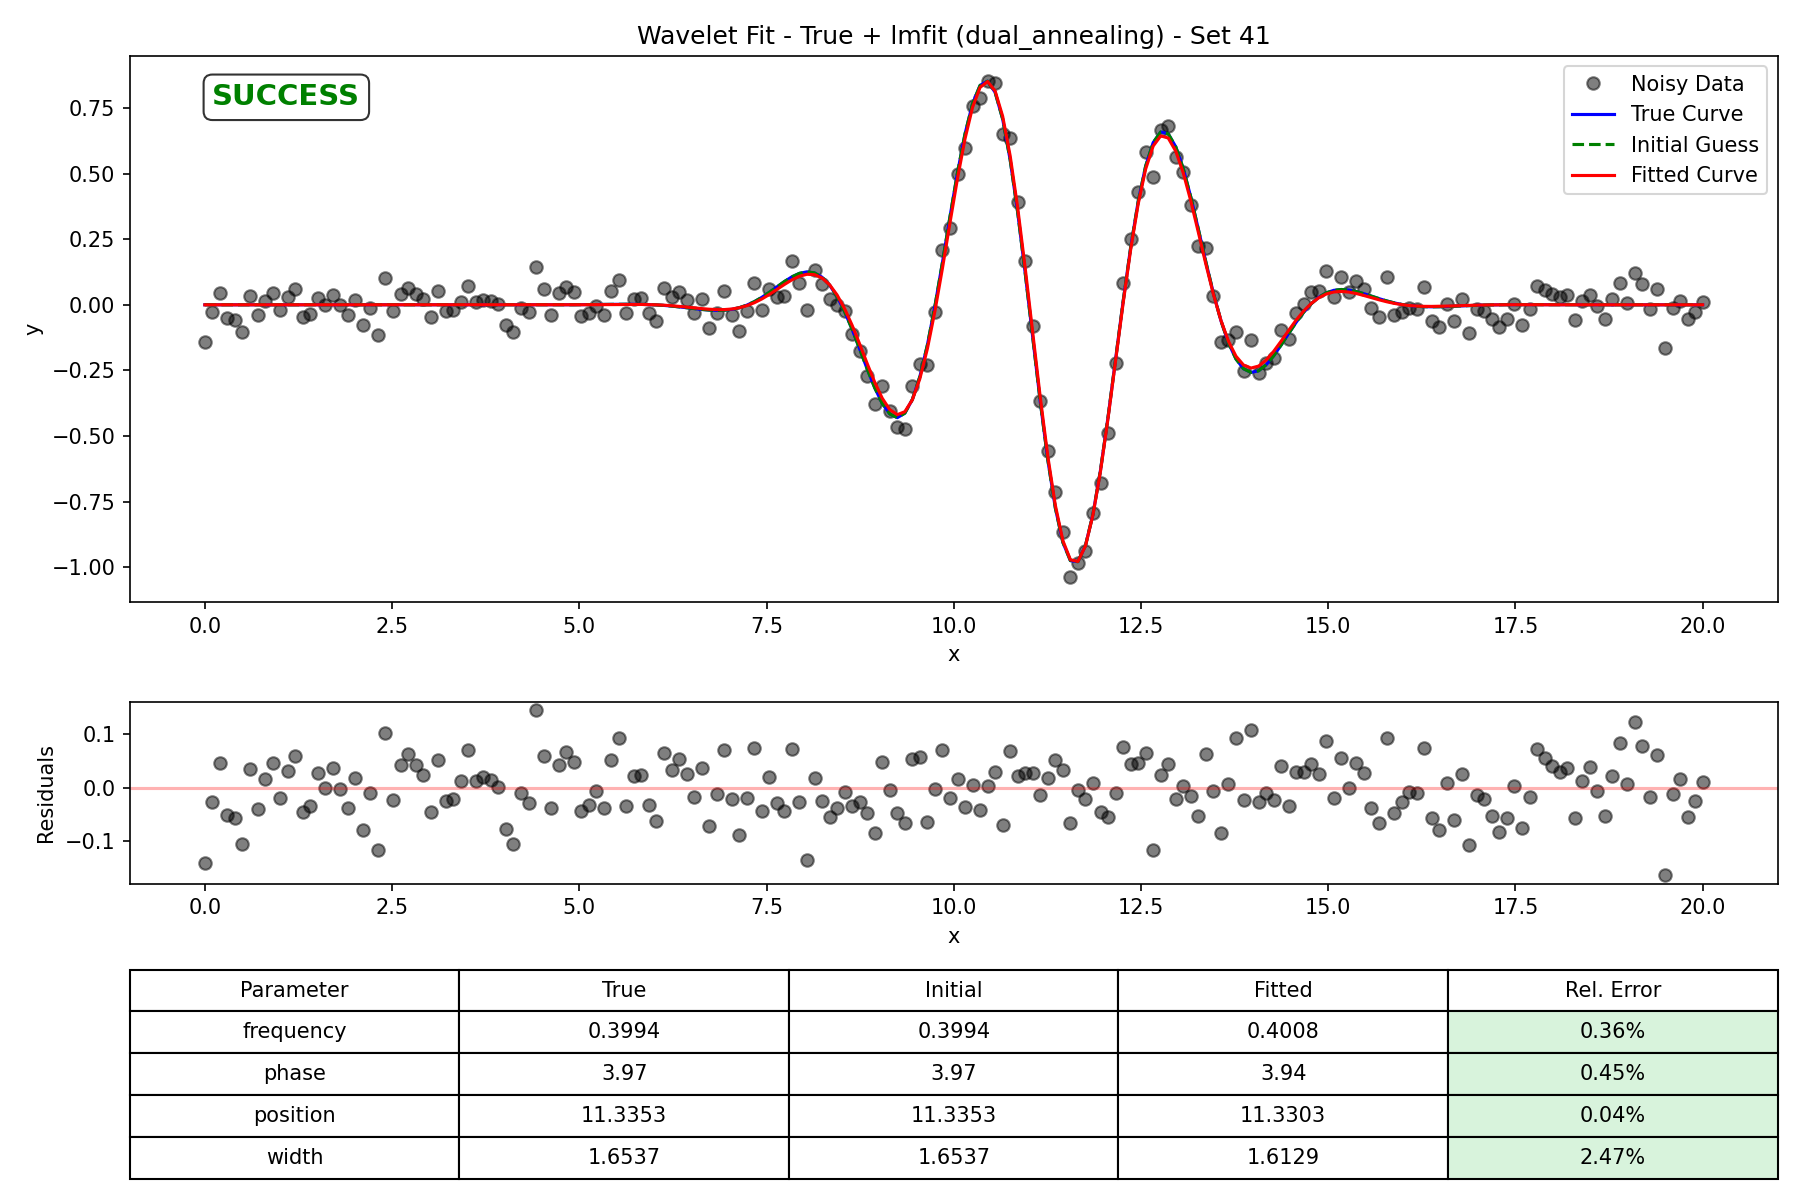 Wavelet Fit - True + lmfit (dual_annealing) - Set 41
SUCCESS
Noisy Data
True Curve
Initial Guess
Fitted Curve
y
0.75
0.50
0.25
0.00
−0.25
−0.50
−0.75
−1.00
0.0 2.5 5.0 7.5 10.0 12.5 15.0 17.5 20.0
x
Residuals
0.1
0.0
−0.1
0.0 2.5 5.0 7.5 10.0 12.5 15.0 17.5 20.0
x
Parameter True Initial Fitted Rel. Error
frequency 0.3994 0.3994 0.4008 0.36%
phase 3.97 3.97 3.94 0.45%
position 11.3353 11.3353 11.3303 0.04%
width 1.6537 1.6537 1.6129 2.47%